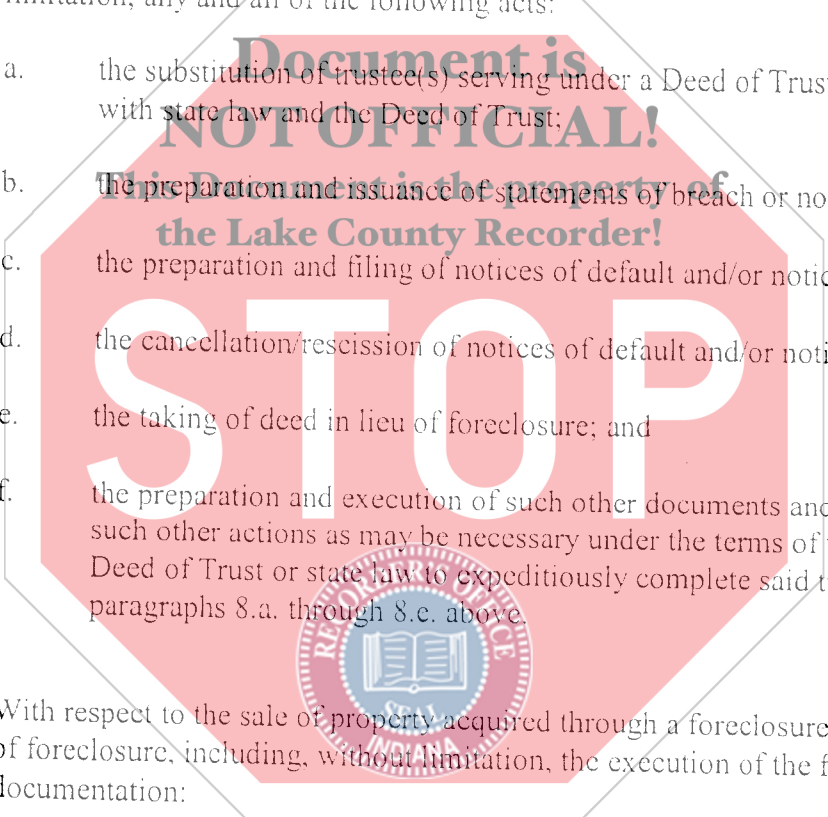 limitation, any and all of the following acts:
Document is
a. the substitution of trustee(s) serving under a Deed of Trust
with state law and the Deed of Trust;
NOT OFFICIAL!
b. the preparation and issuance of statements of breach or no
This Document is the property of
the Lake County Recorder!
c. the preparation and filing of notices of default and/or notic
STOP
d. the cancellation/rescission of notices of default and/or noti
e. the taking of deed in lieu of foreclosure; and
f. the preparation and execution of such other documents and
such other actions as may be necessary under the terms of
Deed of Trust or state law to expeditiously complete said t
paragraphs 8.a. through 8.e. above.
RECORDER'S OFFICE
SEAL
INDIANA
With respect to the sale of property acquired through a foreclosure
of foreclosure, including, without limitation, the execution of the f
documentation: